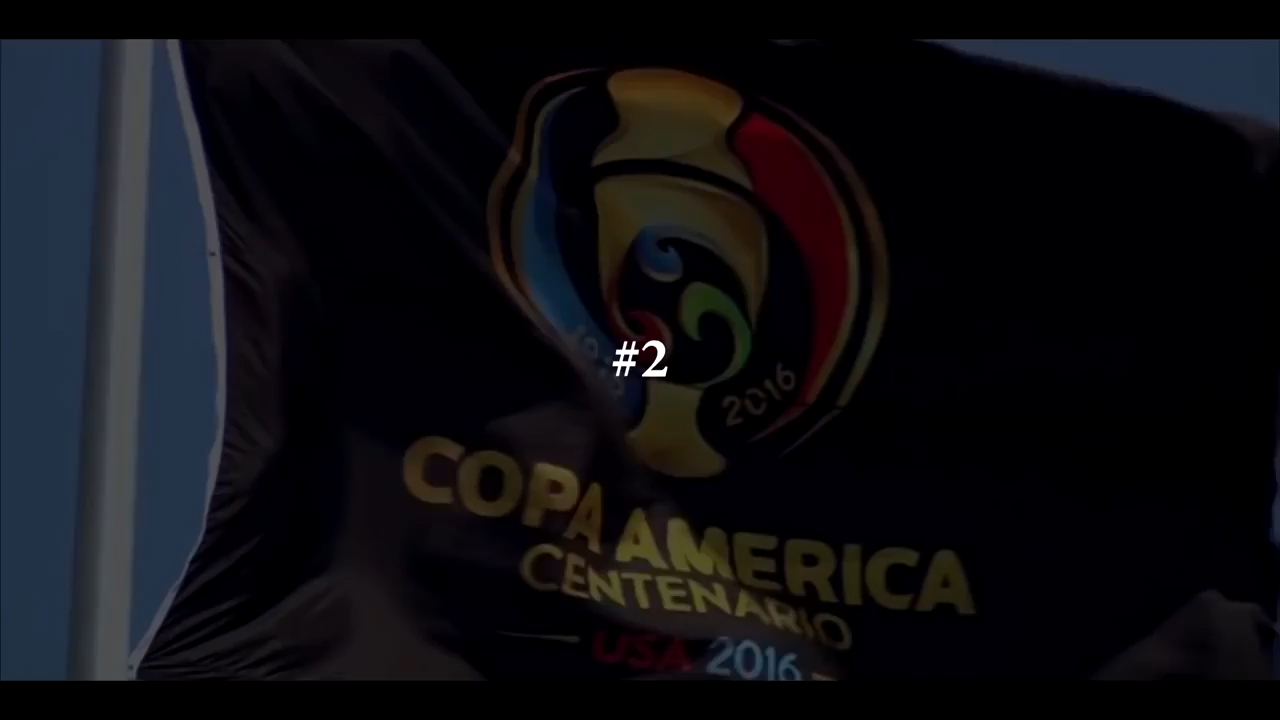 2016
#2
COPA AMERICA
CENTENARIO
USA 2016